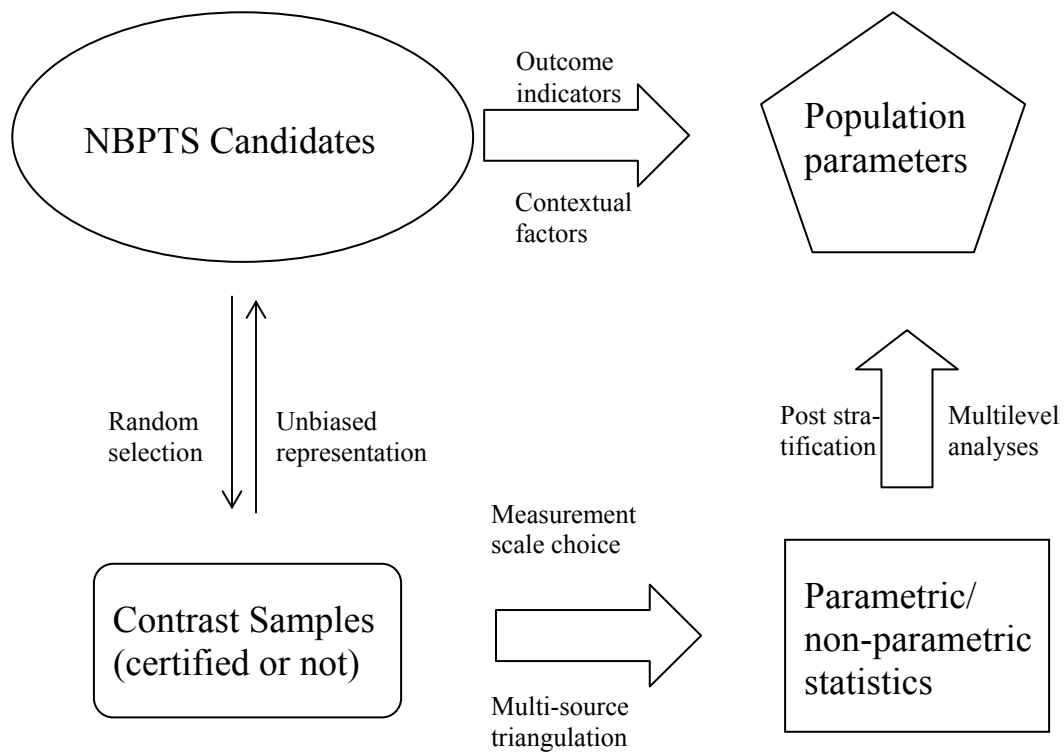 Outcome
indicators
NBPTS Candidates
Population
parameters
Contextual
factors
Random
selection
Unbiased
representation
Post stra-
tification
Multilevel
analyses
Measurement
scale choice
Contrast Samples
(certified or not)
Parametric/
non-parametric
statistics
Multi-source
triangulation